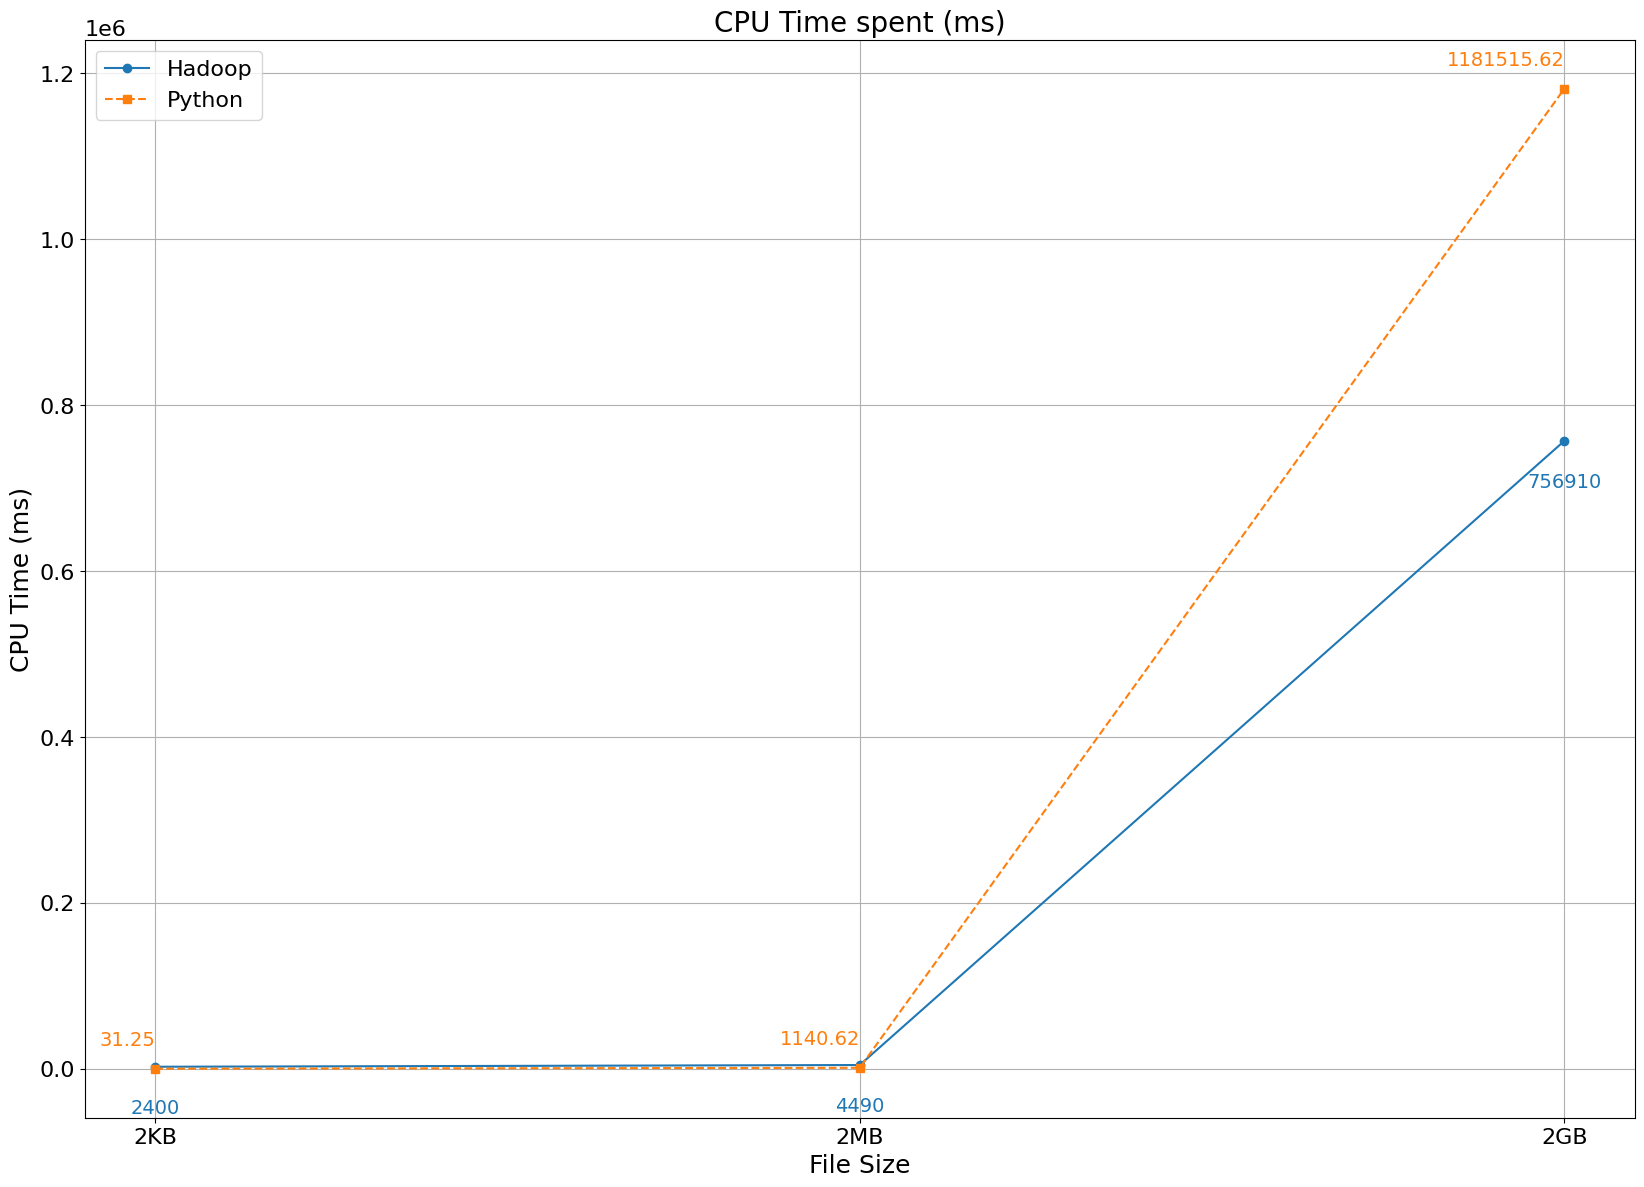 CPU Time spent (ms)
1e6
Hadoop
Python
1181515.62
1.2
1.0
0.8
756910
0.6
0.4
0.2
31.25
1140.62
0.0
2400
4490
2KB
2MB
2GB
CPU Time (ms)
File Size